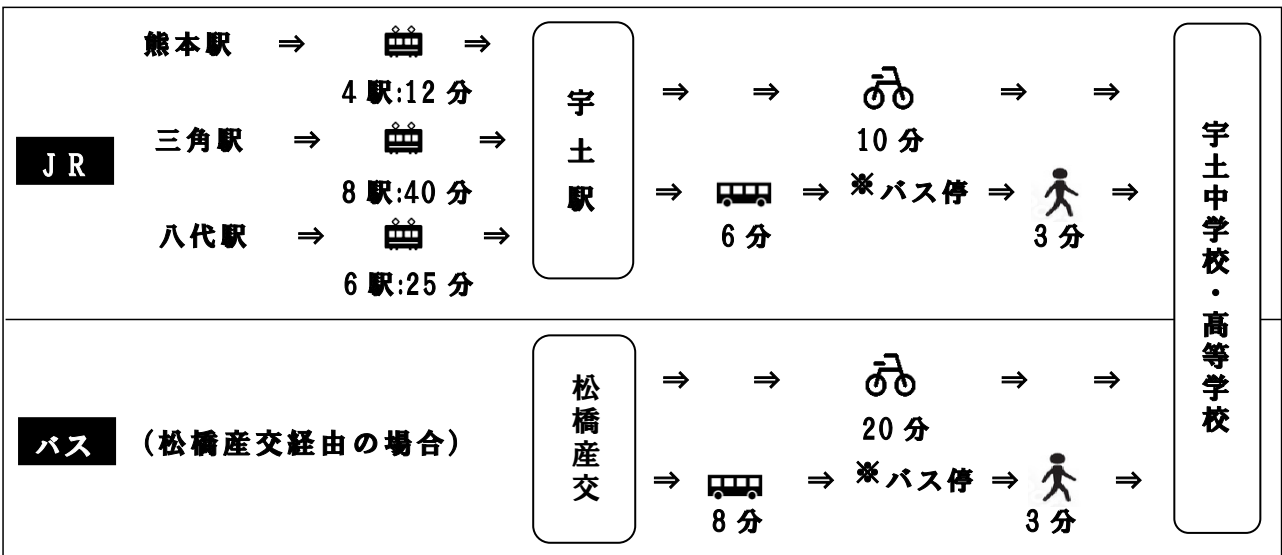 熊本駅 ⇒ ⇒
4駅:12分
三角駅 ⇒ ⇒
8駅:40分
八代駅 ⇒ ⇒
6駅:25分
JR
宇土駅
⇒ ⇒ ⇒ ⇒
10分
⇒ ⇒ ※バス停 ⇒ ⇒
6分 3分
バス (松橋産交経由の場合)
松橋産交
⇒ ⇒ ⇒ ⇒
20分
⇒ ⇒ ※バス停 ⇒ ⇒
8分 3分
宇土中学校・高等学校